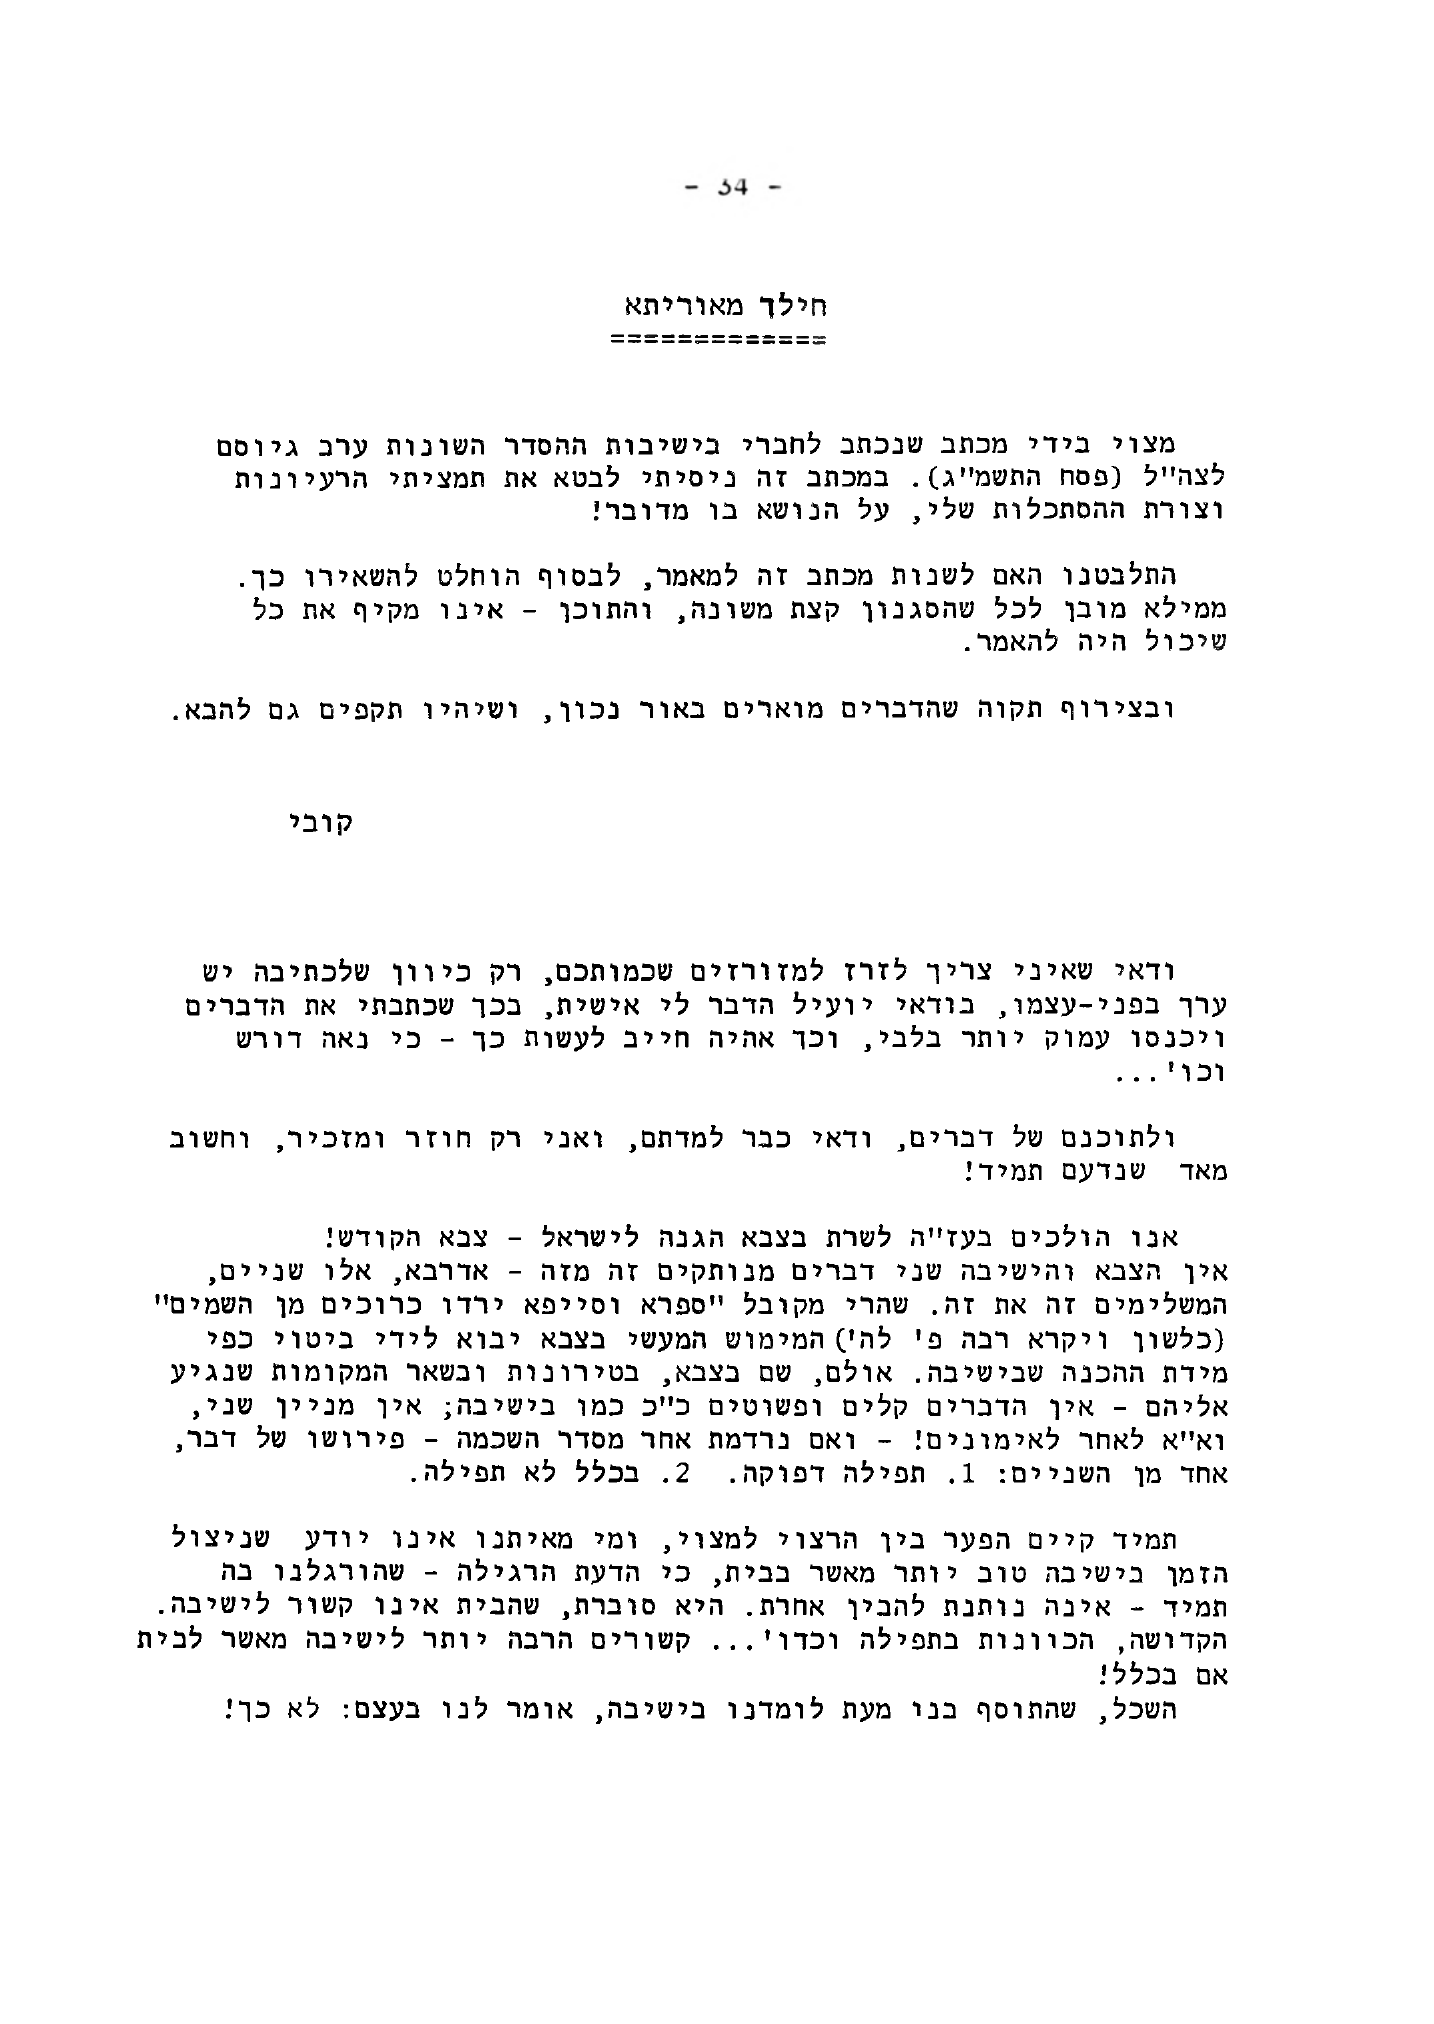 - 34 -
חילך מאוריתא
=============
מצוי בידי מכתב שנכתב לחברי בישיבות ההסדר השונות ערב גיוסם
לצה"ל (פסח התשמ"ג). במכתב זה ניסיתי לבטא את תמציתי הרעיונות
וצורת ההסתכלות שלי, על הנושא בו מדובר!
התלבטנו האם לשנות מכתב זה למאמר, לבסוף הוחלט להשאירו כך.
ממילא מובן לכל שהסגנון קצת משונה, והתוכן - אינו מקיף את כל
שיכול היה להאמר.
ובצירוף תקוה שהדברים מוארים באור נכון, ושיהיו תקפים גם להבא.
קובי
ודאי שאיני צריך לזרז למזורזים שכמותכם, רק כיוון שלכתיבה יש
ערך בפני-עצמו, בודאי יועיל הדבר לי אישית, בכך שכתבתי את הדברים
ויכנסו עמוק יותר בלבי, וכך אהיה חייב לעשות כך - כי נאה דורש
וכו'...
ולתוכנם של דברים, ודאי כבר למדתם, ואני רק חוזר ומזכיר, וחשוב
מאד שנדעם תמיד!
אנו הולכים בעז"ה לשרת בצבא הגנה לישראל - צבא הקודש!
אין הצבא והישיבה שני דברים מנותקים זה מזה - אדרבא, אלו שניים,
המשלימים זה את זה. שהרי מקובל "ספרא וסייפא ירדו כרוכים מן השמים"
(כלשון ויקרא רבה פ' לה') המימוש המעשי בצבא יבוא לידי ביטוי כפי
מידת ההכנה שבישיבה. אולם, שם בצבא, בטירונות ובשאר המקומות שנגיע
אליהם - אין הדברים קלים ופשוטים כ"כ כמו בישיבה; אין מניין שני,
וא"א לאחר לאימונים! - ואם נרדמת אחר מסדר השכמה - פירושו של דבר,
אחד מן השניים: 1. תפילה דפוקה. 2. בכלל לא תפילה.
תמיד קיים הפער בין הרצוי למצוי, ומי מאיתנו אינו יודע שניצול
הזמן בישיבה טוב יותר מאשר בבית, כי הדעת הרגילה - שהורגלנו בה
תמיד - אינה נותנת להבין אחרת. היא סוברת, שהבית אינו קשור לישיבה.
הקדושה, הכוונות בתפילה וכדו'... קשורים הרבה יותר לישיבה מאשר לבית
אם בכלל!
השכל, שהתוסף בנו מעת לומדנו בישיבה, אומר לנו בעצם: לא כך!